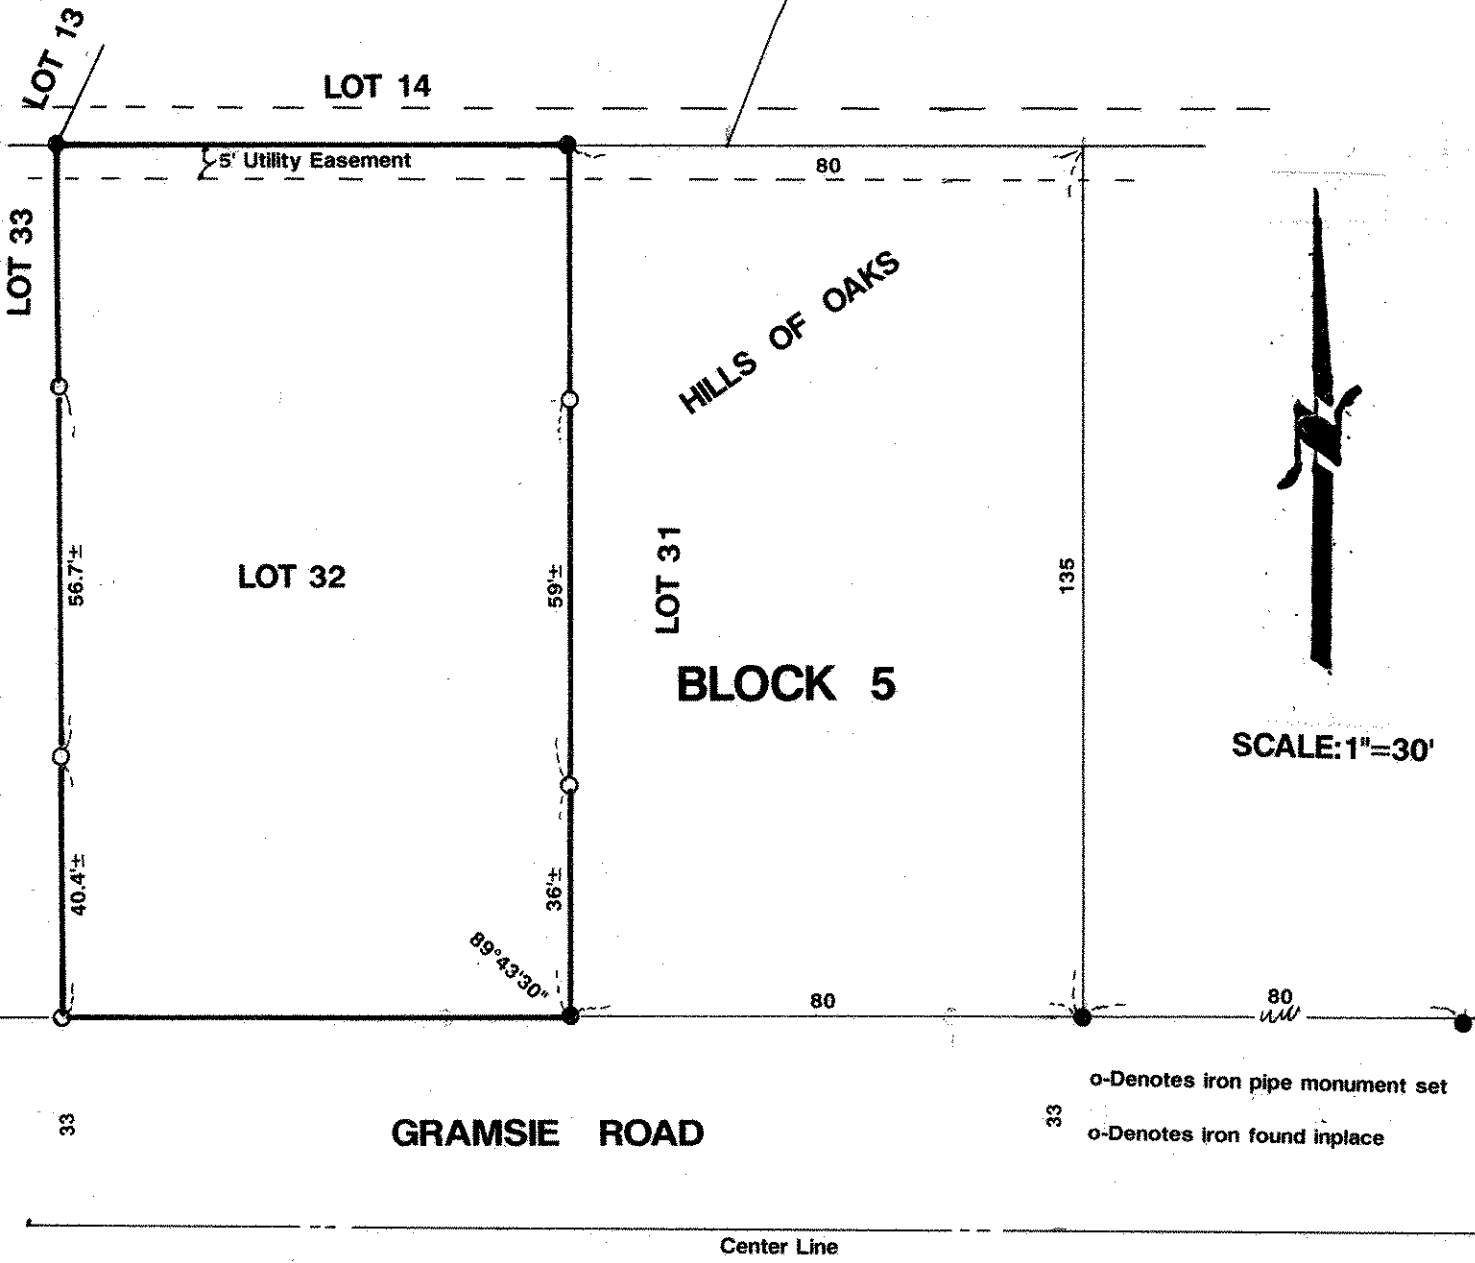 LOT 13
LOT 14
5' Utility Easement
80
LOT 33
HILLS OF OAKS
56.7'±
LOT 32
59'±
LOT 31
135
BLOCK 5
SCALE: 1"=30'
40.4'±
36'±
89°43'30"
80
80
o-Denotes iron pipe monument set
33
GRAMSIE ROAD
33
o-Denotes iron found inplace
Center Line